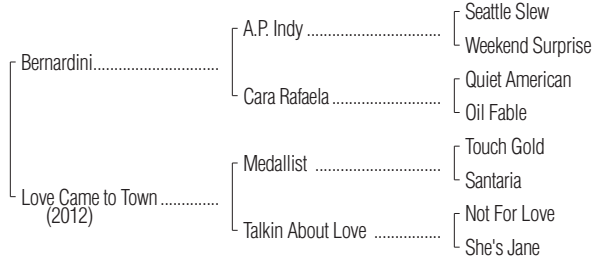 Seattle Slew
A.P. Indy ...............................
Weekend Surprise
Bernardini.............................
Quiet American
Cara Rafaela .........................
Oil Fable
Touch Gold
Medallist .............................
Santaria
Love Came to Town .............
(2012)
Not For Love
Talkin About Love ................
She's Jane